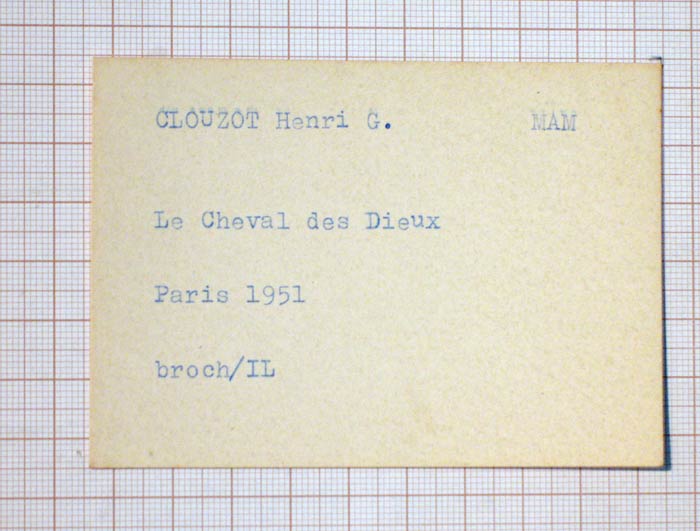 CLOUZOT Henri G. MAM
Le Cheval des Dieux
Paris 1951
broch/IL